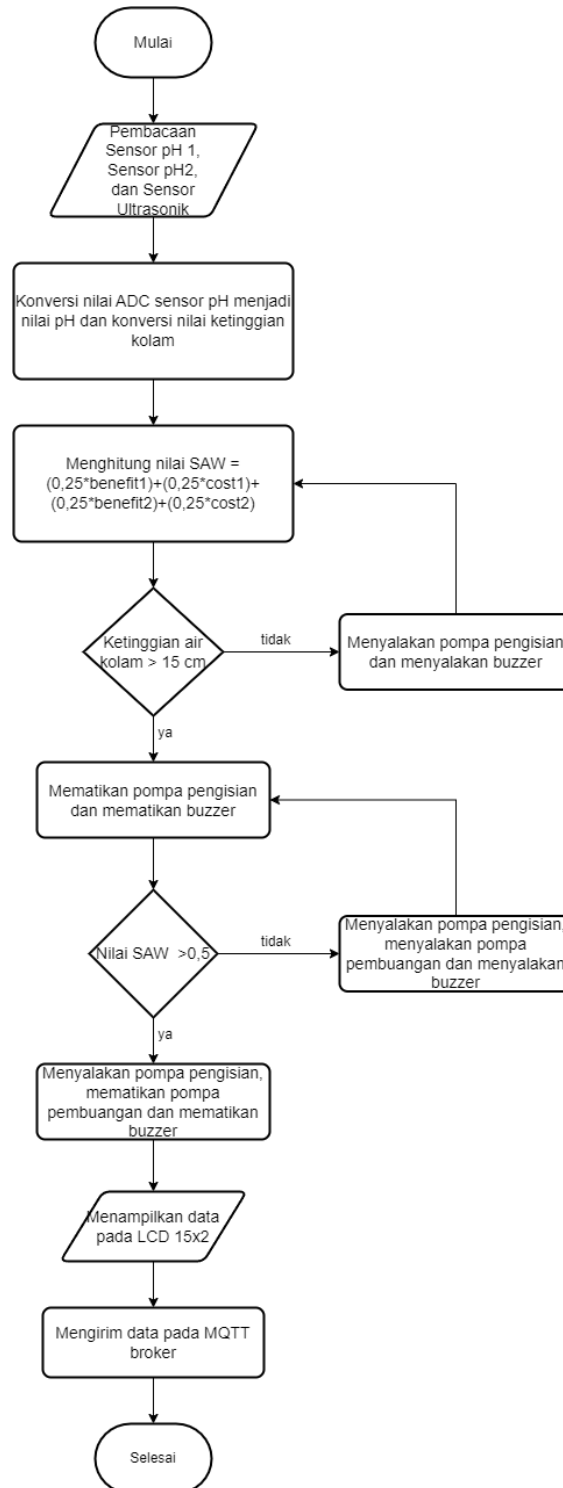 Mulai
Pembacaan
Sensor pH 1,
Sensor pH2,
dan Sensor
Ultrasonik
Konversi nilai ADC sensor pH menjadi
nilai pH dan konversi nilai ketinggian
kolam
Menghitung nilai SAW =
(0,25*benefit1)+(0,25*cost1)+
(0,25*benefit2)+(0,25*cost2)
Ketinggian air
kolam > 15 cm
tidak
Menyalakan pompa pengisian
dan menyalakan buzzer
ya
Mematikan pompa pengisian
dan mematikan buzzer
Nilai SAW >0,5
tidak
Menyalakan pompa pengisian,
menyalakan pompa
pembuangan dan menyalakan
buzzer
ya
Menyalakan pompa pengisian,
mematikan pompa
pembuangan dan mematikan
buzzer
Menampilkan data
pada LCD 15x2
Mengirim data pada MQTT
broker
Selesai